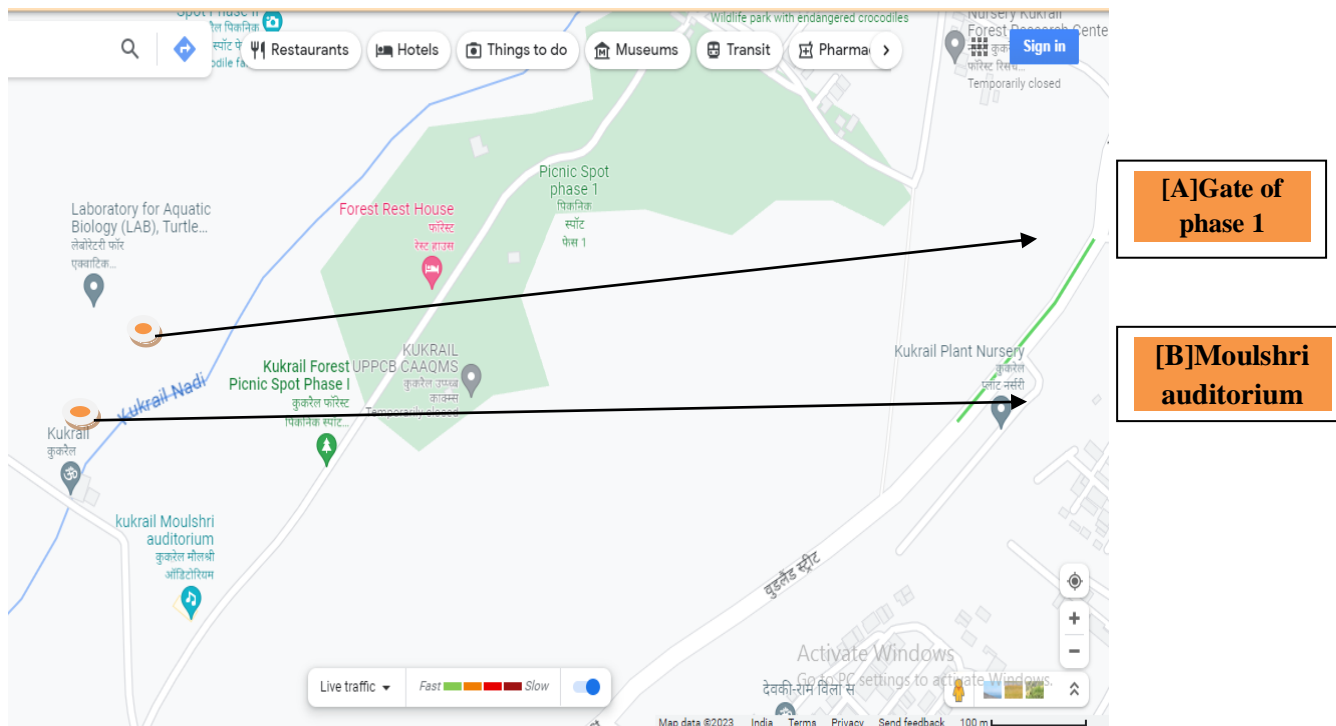 Spot Phase II
Wildlife park with endangered crocodiles
Nursery Kukrail
Restaurants
Hotels
Things to do
Museums
Transit
Sign in
Temporarily closed
[A]Gate of
phase 1
Picnic Spot
phase 1
पिकनिक
स्पॉट
फेस 1
Laboratory for Aquatic
Biology (LAB), Turtle...
लेबोरेटरी फॉर
एक्वाटिक...
Forest Rest House
फॉरेस्ट
रेस्ट हाउस
[B]Moulshri
auditorium
KUKRAIL
UPPCB CAAQMS
Temporarily closed
Kukrail Forest
Picnic Spot Phase I
कुकरैल फॉरेस्ट
पिकनिक स्पॉट...
Kukrail Plant Nursery
कुकरैल
प्लांट नर्सरी
Kukrail Nadi
Kukrail
कुकरैल
kukrail Moulshri
auditorium
कुकरैल मौलश्री
ऑडिटोरियम
वुडलैंड स्ट्रीट
Activate Windows
Go to PC settings to activate Windows.
देवकी-राम विला स
Live traffic
Fast
Slow
Map data ©2023 India Terms Privacy Send feedback 100 m